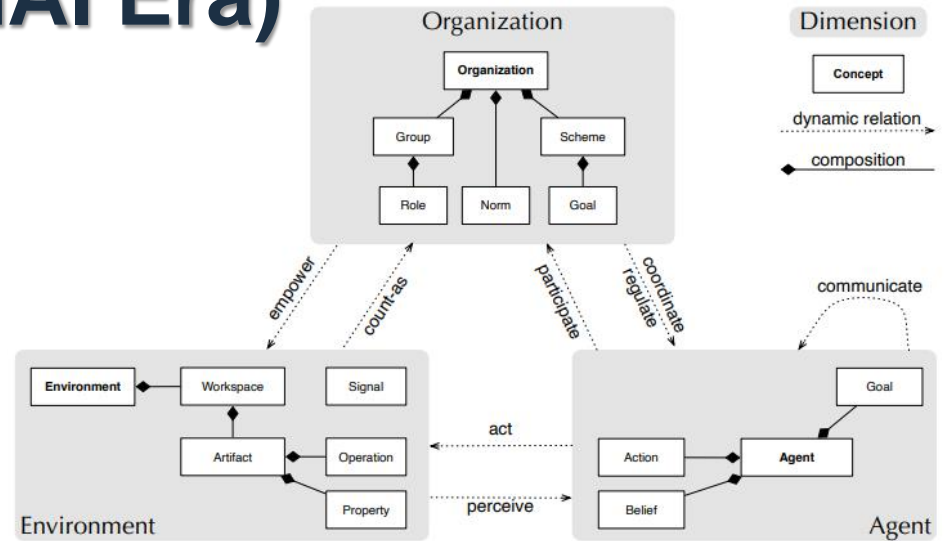 AI Era)
Organization
Organization
Group
Scheme
Role
Norm
Goal
Dimension
Concept
dynamic relation
composition
empower
count-as
participate
coordinate
regulate
communicate
Environment
Workspace
Signal
Artifact
Operation
Property
Environment
act
perceive
Goal
Action
Agent
Belief
Agent